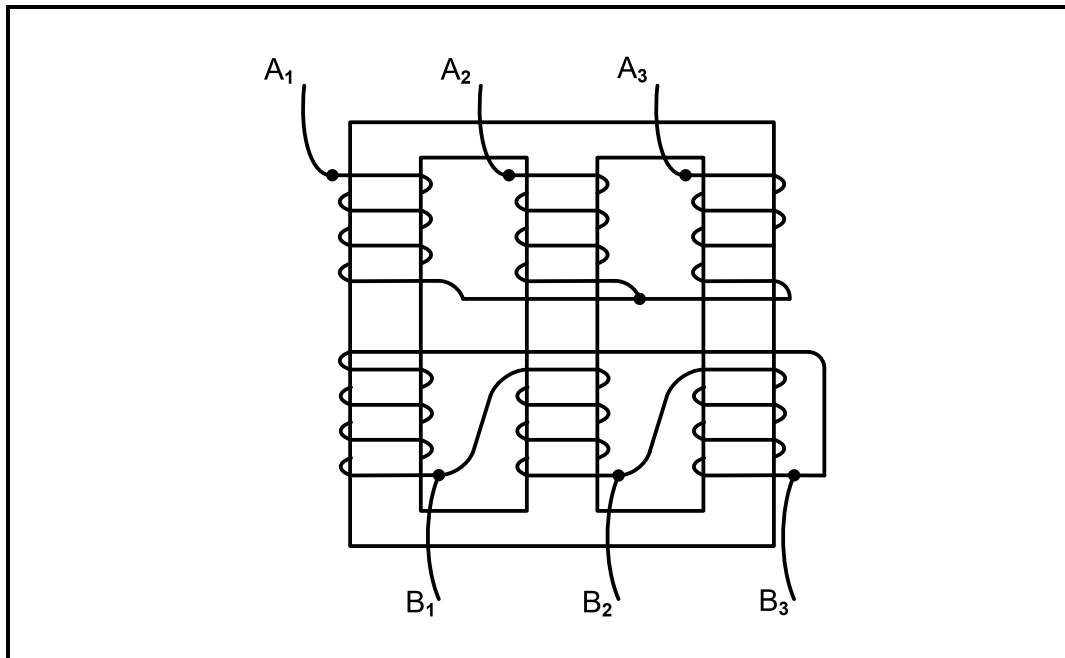 A₁ A₂ A₃
B₁ B₂ B₃